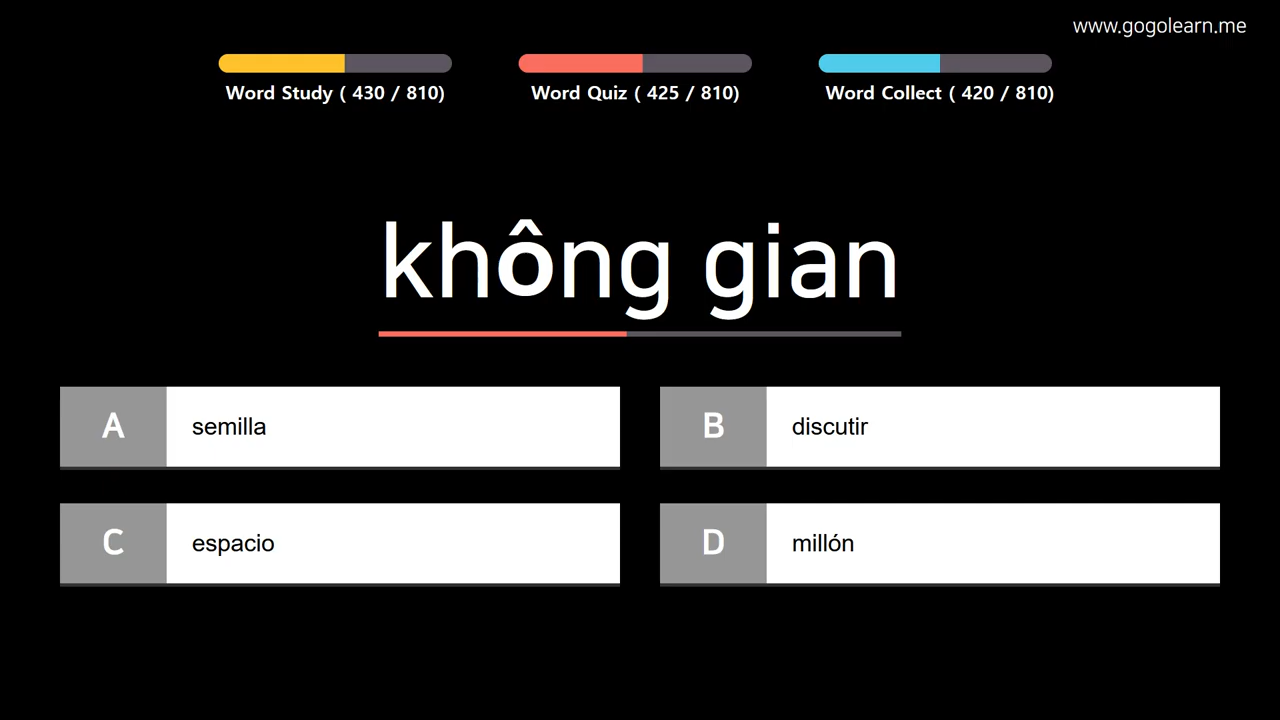 www.gogolearn.me
Word Study ( 430 / 810)
Word Quiz ( 425 / 810)
Word Collect ( 420 / 810)
không gian
A semilla
B discutir
C espacio
D millón